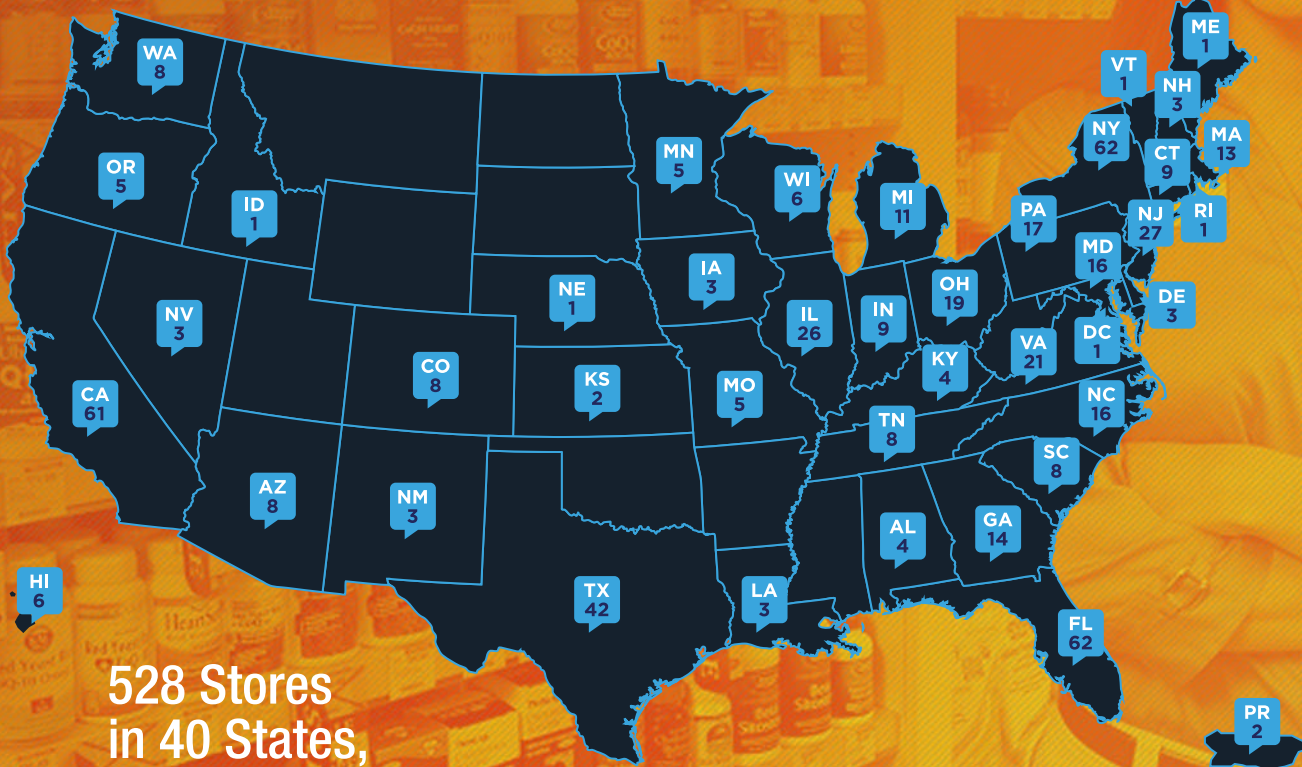 WA
8
OR
5
ID
1
NV
3
CA
61
AZ
8
NM
3
CO
8
NE
1
KS
2
TX
42
MN
5
IA
3
MO
5
LA
3
WI
6
IL
26
MI
11
IN
9
OH
19
KY
4
TN
8
AL
4
GA
14
FL
62
SC
8
NC
16
VA
21
DC
1
MD
16
DE
3
PA
17
NJ
27
NY
62
CT
9
RI
1
MA
13
VT
1
NH
3
ME
1
HI
6
PR
2
528 Stores
in 40 States,